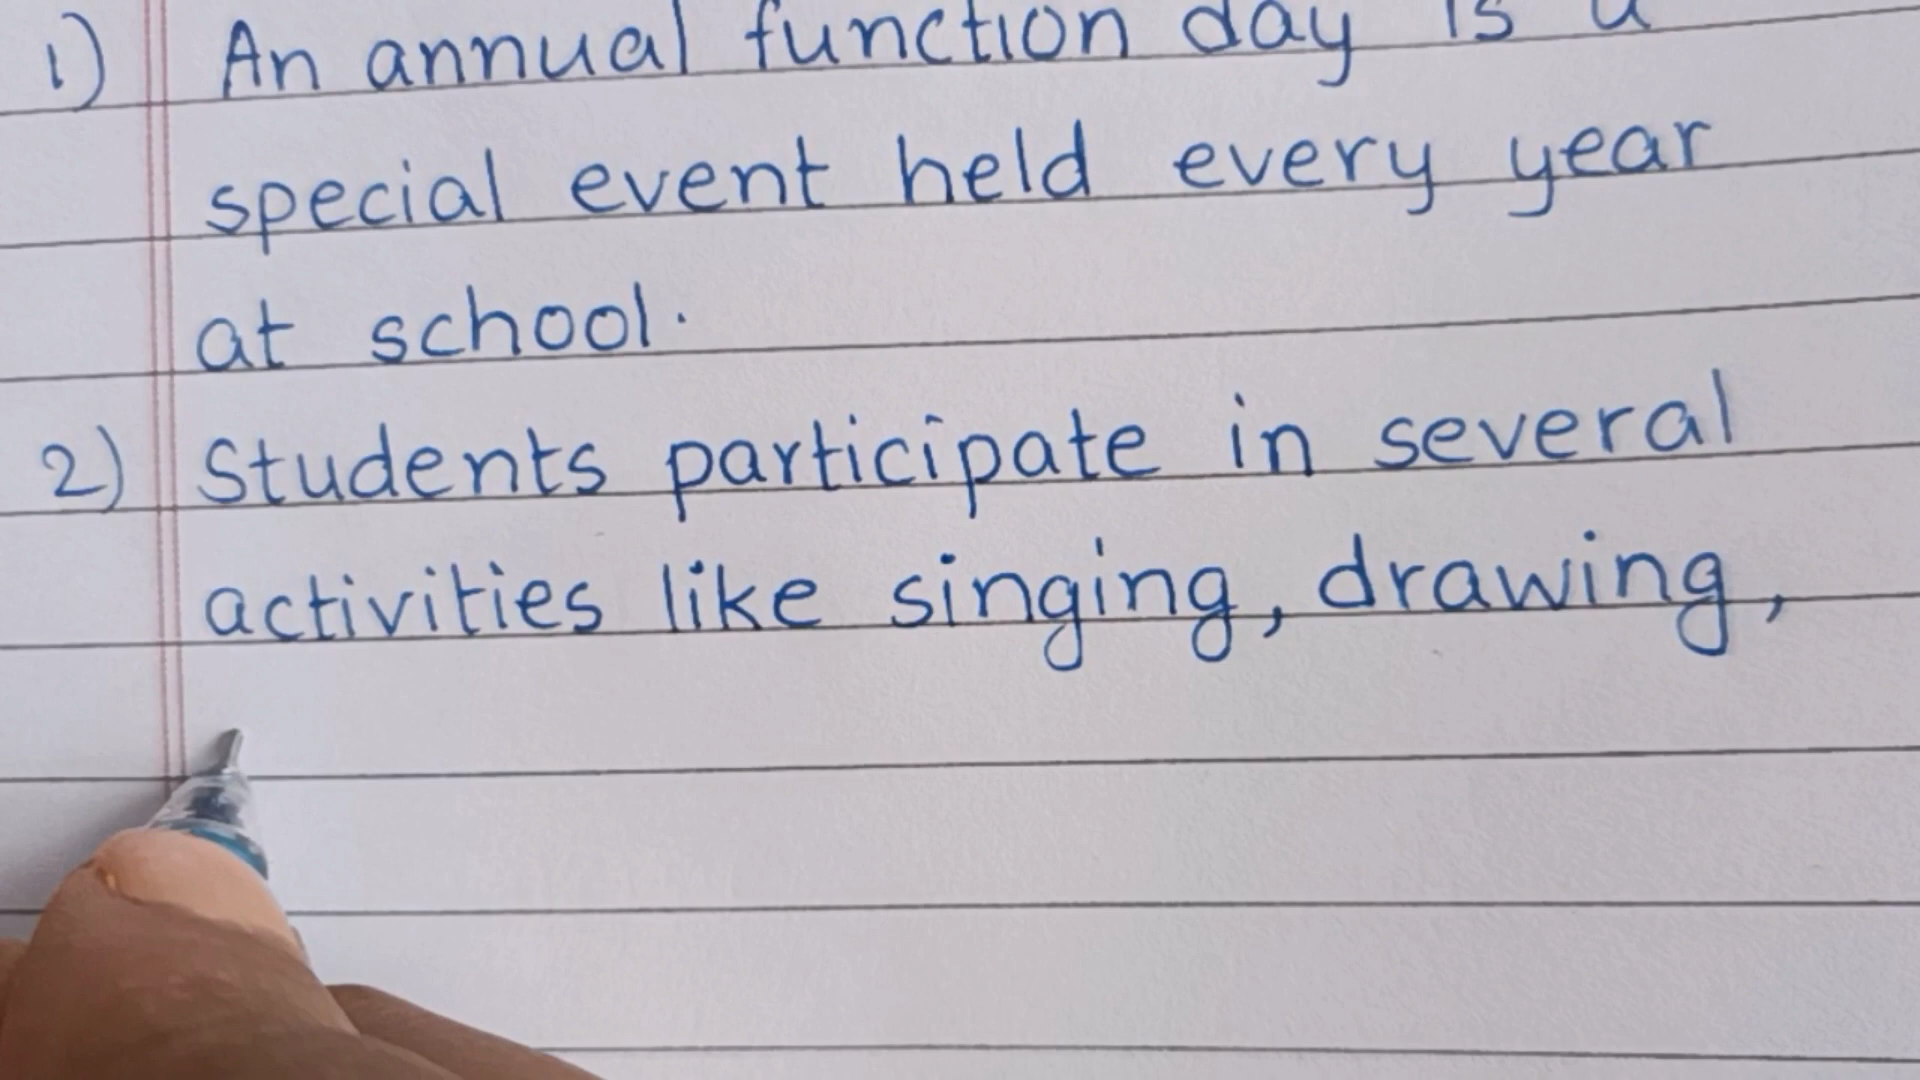 1) An annual function day is a
special event held every year
at school.
2) Students participate in several
activities like singing, drawing,